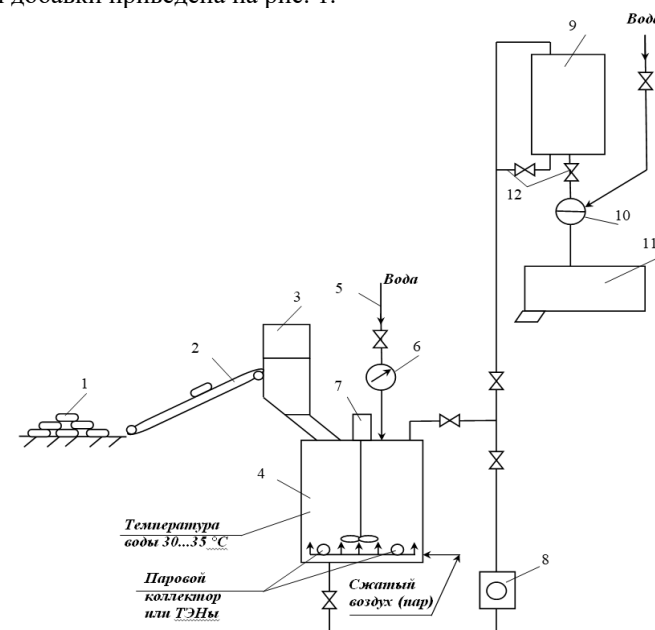 добавки приведена на рис. 1.
9
Вода
12
10
11
3
5
Вода
2
6
1
7
4
Температура
воды 30...35 °С
8
Паровой
коллектор
или ТЭНы
Сжатый
воздух (пар)